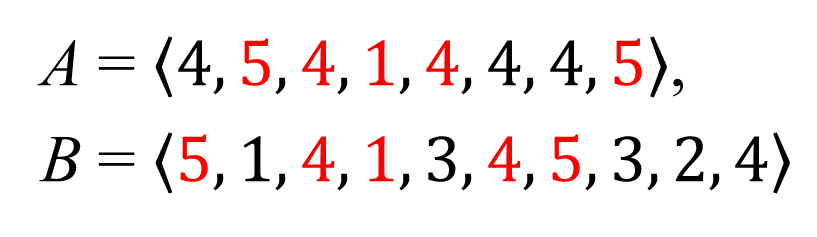 A = ⟨4, 5, 4, 1, 4, 4, 4, 5⟩,
B = ⟨5, 1, 4, 1, 3, 4, 5, 3, 2, 4⟩